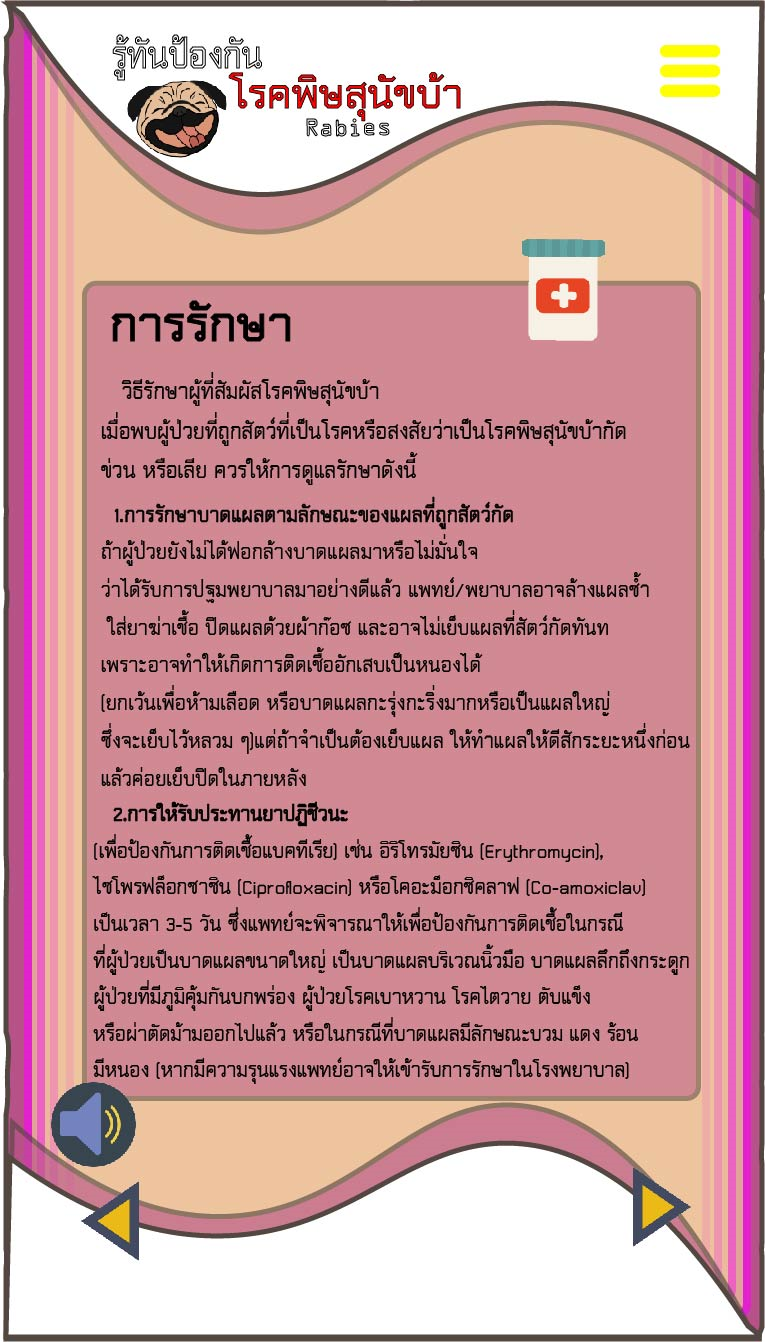 รู้ทันป้องกัน
โรคพิษสุนัขบ้า
Rabies
การรักษา
วิธีรักษาผู้ที่สัมผัสโรคพิษสุนัขบ้า
เมื่อพบผู้ป่วยที่ถูกสัตว์ที่เป็นโรคหรือสงสัยว่าเป็นโรคพิษสุนัขบ้ากัด
ข่วน หรือเลีย ควรให้การดูแลรักษาดังนี้
1.การรักษาบาดแผลตามลักษณะของแผลที่ถูกสัตว์กัด
ถ้าผู้ป่วยยังไม่ได้ฟอกล้างบาดแผลมาหรือไม่มั่นใจ
ว่าได้รับการปฐมพยาบาลมาอย่างดีแล้ว แพทย์/พยาบาลอาจล้างแผลซ้ำ
ใส่ยาฆ่าเชื้อ ปิดแผลด้วยผ้าก๊อซ และอาจไม่เย็บแผลที่สัตว์กัดทันท
เพราะอาจทำให้เกิดการติดเชื้ออักเสบเป็นหนองได้
(ยกเว้นเพื่อห้ามเลือด หรือบาดแผลกะรุ่งกะริ่งมากหรือเป็นแผลใหญ่
ซึ่งจะเย็บไว้หลวม ๆ)แต่ถ้าจำเป็นต้องเย็บแผล ให้ทำแผลให้ดีสักระยะหนึ่งก่อน
แล้วค่อยเย็บปิดในภายหลัง
2.การให้รับประทานยาปฏิชีวนะ
(เพื่อป้องกันการติดเชื้อแบคทีเรีย) เช่น อิริโทรมัยซิน (Erythromycin),
ไซโพรฟล็อกซาซิน (Ciprofloxacin) หรือโคอะม็อกซิคลาฟ (Co-amoxiclav)
เป็นเวลา 3-5 วัน ซึ่งแพทย์จะพิจารณาให้เพื่อป้องกันการติดเชื้อในกรณี
ที่ผู้ป่วยเป็นบาดแผลขนาดใหญ่ เป็นบาดแผลบริเวณนิ้วมือ บาดแผลลึกถึงกระดูก
ผู้ป่วยที่มีภูมิคุ้มกันบกพร่อง ผู้ป่วยโรคเบาหวาน โรคไตวาย ตับแข็ง
หรือผ่าตัดม้ามออกไปแล้ว หรือในกรณีที่บาดแผลมีลักษณะบวม แดง ร้อน
มีหนอง (หากมีความรุนแรงแพทย์อาจให้เข้ารับการรักษาในโรงพยาบาล)